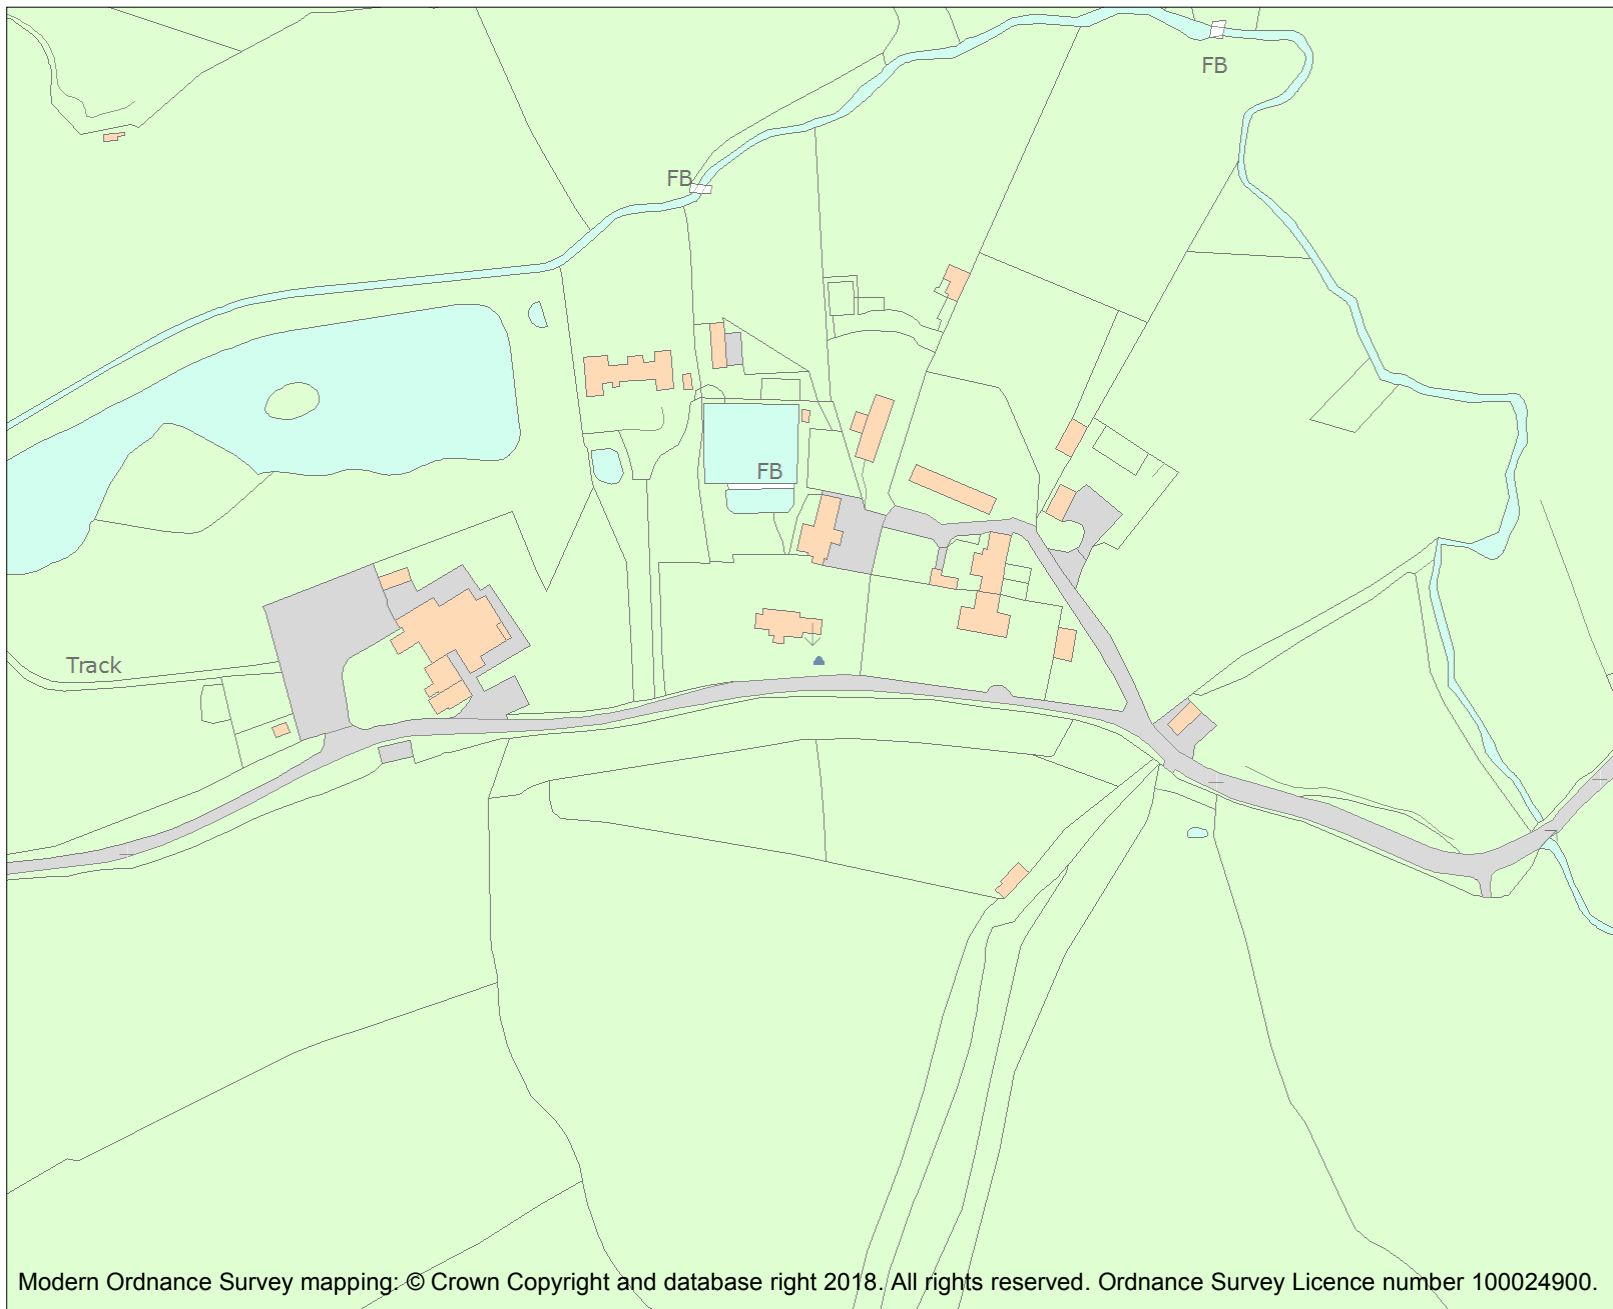 FB
FB
FB
Track
Modern Ordnance Survey mapping: © Crown Copyright and database right 2018. All rights reserved. Ordnance Survey Licence number 100024900.